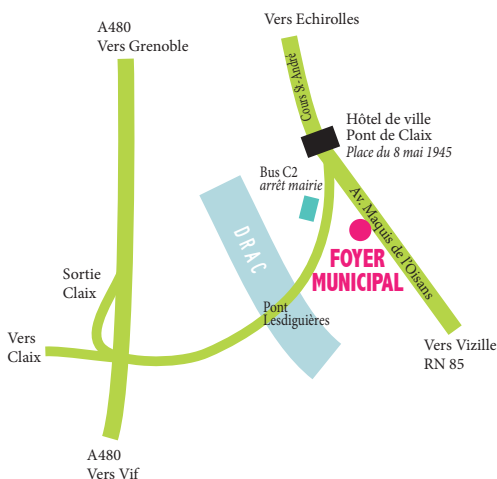 Vers Echirolles
A480
Vers Grenoble
Cours St-André
Hôtel de ville
Pont de Claix
Place du 8 mai 1945
Bus C2
arrêt mairie
Av. Maquis de l'Oisans
DRAC
FOYER
MUNICIPAL
Sortie
Claix
Pont
Lesdiguières
Vers
Claix
Vers Vizille
RN 85
A480
Vers Vif